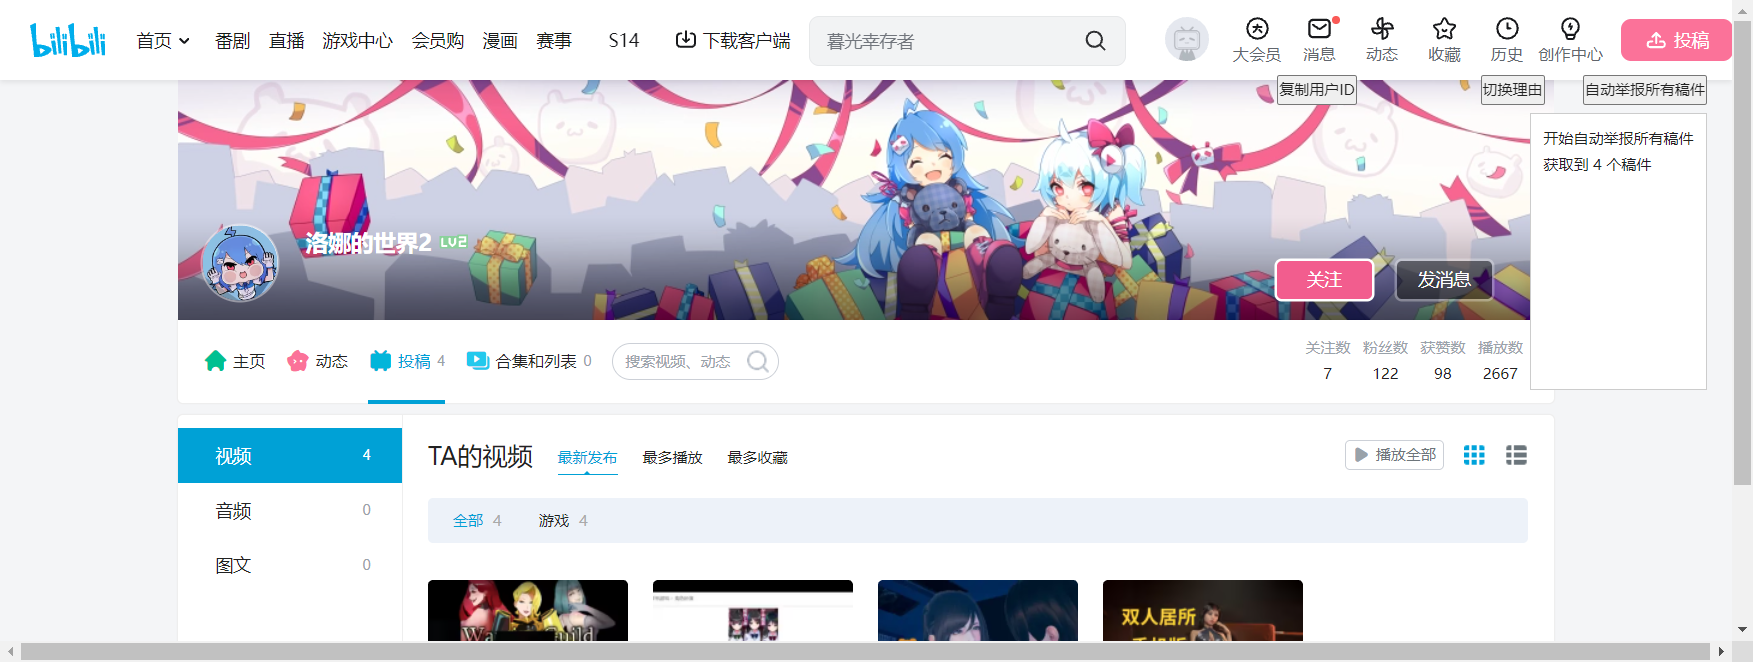 bilibili
首页
番剧
直播
游戏中心
会员购
漫画
赛事
S14
下载客户端
暮光幸存者
大会员
消息
动态
收藏
历史
创作中心
投稿
复制用户ID
切换理由
自动举报所有稿件
开始自动举报所有稿件
获取到 4 个稿件
洛娜的世界2 LV2
关注
发消息
主页
动态
投稿 4
合集和列表 0
搜索视频、动态
关注数 粉丝数 获赞数 播放数
7 122 98 2667
视频 4
音频 0
图文 0
TA的视频
最新发布
最多播放
最多收藏
播放全部
全部 4
游戏 4
双人居所